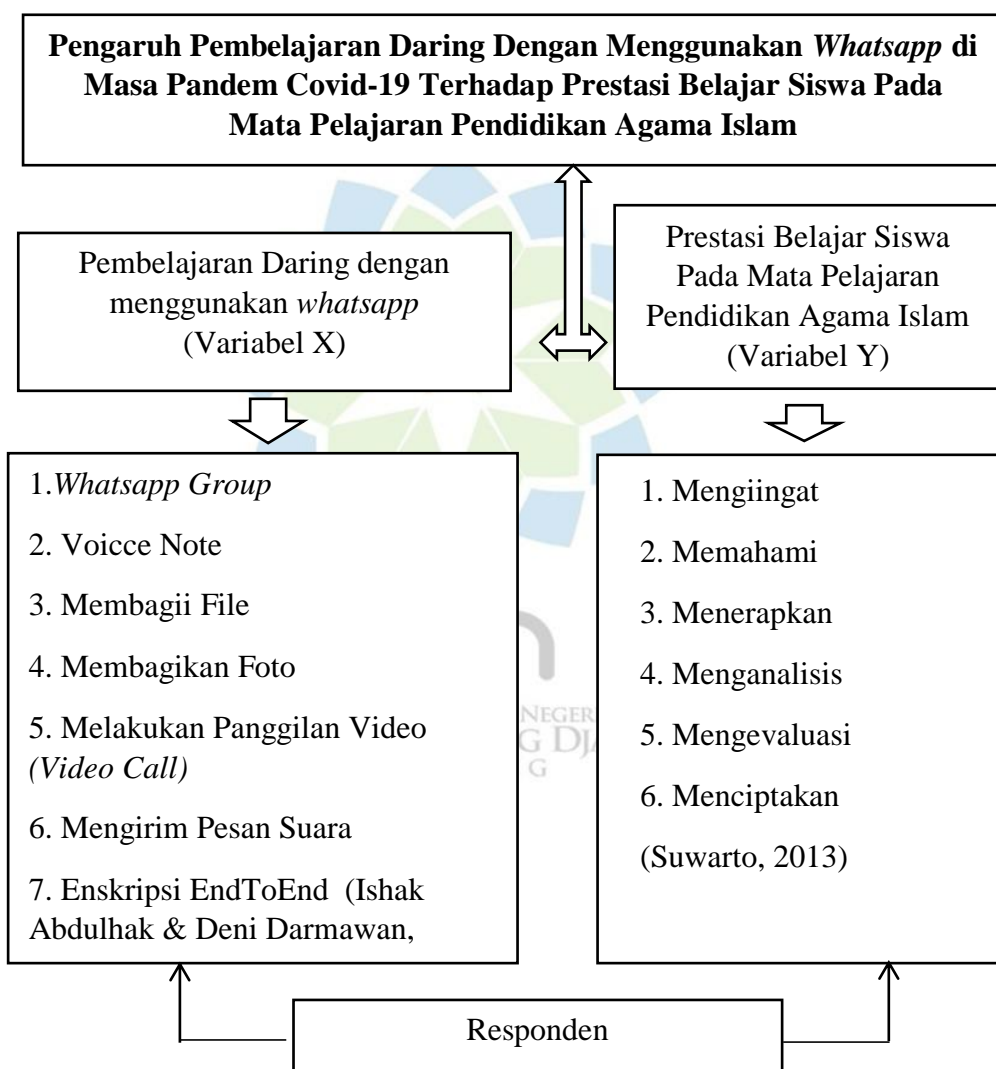 Pengaruh Pembelajaran Daring Dengan Menggunakan Whatsapp di
Masa Pandem Covid-19 Terhadap Prestasi Belajar Siswa Pada
Mata Pelajaran Pendidikan Agama Islam
Pembelajaran Daring dengan
menggunakan whatsapp
(Variabel X)
Prestasi Belajar Siswa
Pada Mata Pelajaran
Pendidikan Agama Islam
(Variabel Y)
1.Whatsapp Group
2. Voicce Note
3. Membagii File
4. Membagikan Foto
5. Melakukan Panggilan Video
(Video Call)
6. Mengirim Pesan Suara
7. Enskripsi EndToEnd (Ishak
Abdulhak & Deni Darmawan,
1. Mengiingat
2. Memahami
3. Menerapkan
4. Menganalisis
5. Mengevaluasi
6. Menciptakan
(Suwarto, 2013)
Responden